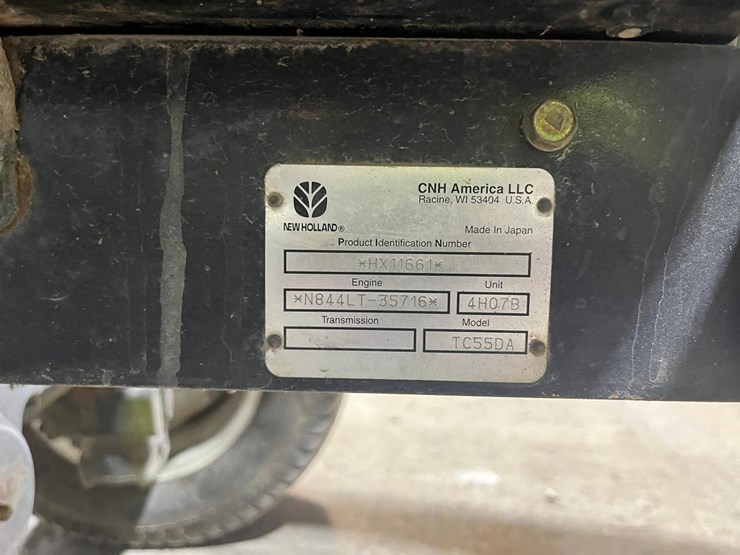 CNH America LLC
Racine, WI 53404 U.S.A.
NEW HOLLAND®
Made In Japan
Product Identification Number
*HX11661*
Engine
Unit
*N844LT-35716*
4H07B
Transmission
Model
TC55DA